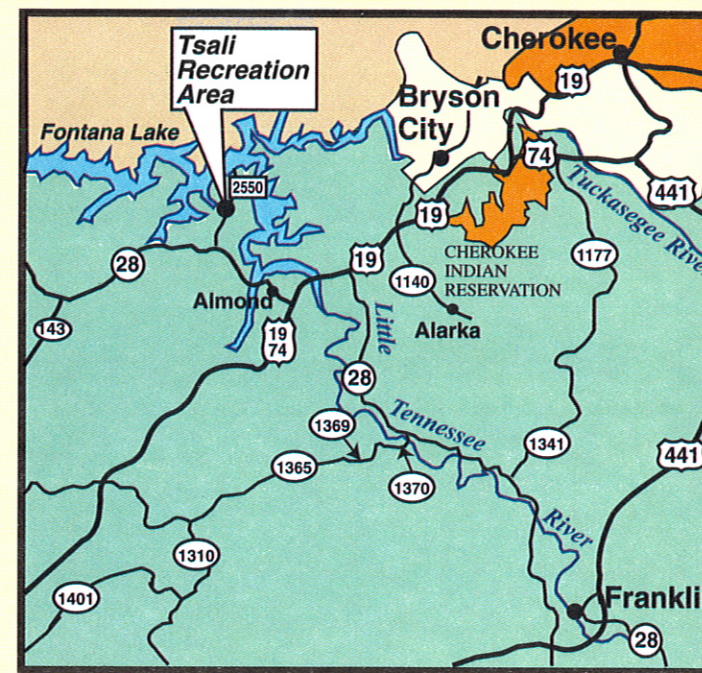 Tsali
Recreation
Area
Cherokee
19
Bryson
City
Fontana Lake
74
2550
Tuckasegee Rive
441
19
28
19
CHEROKEE
INDIAN
RESERVATION
1177
1140
Almond
Alarka
143
19
74
Little
28
Tennessee
1369
1341
441
1365
1370
River
1310
1401
Frankli
28